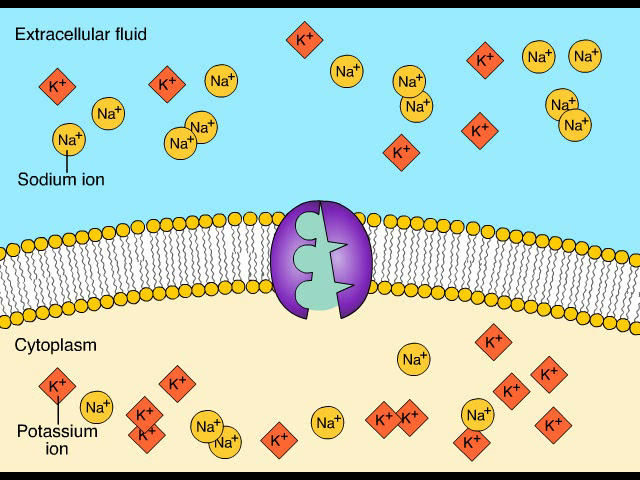 Extracellular fluid
K+
Na+
Na+
K+
Na+
Na+
Na+
K+
K+
Na+
Na+
Na+
Na+
Na+
K+
Na+
Na+
K+
Sodium ion
K+
Cytoplasm
Na+
K+
K+
K+
K+
Na+
K+
Na+
K+
K+
Na+
K+
Na+
Potassium
ion
K+
K+
Na+
K+